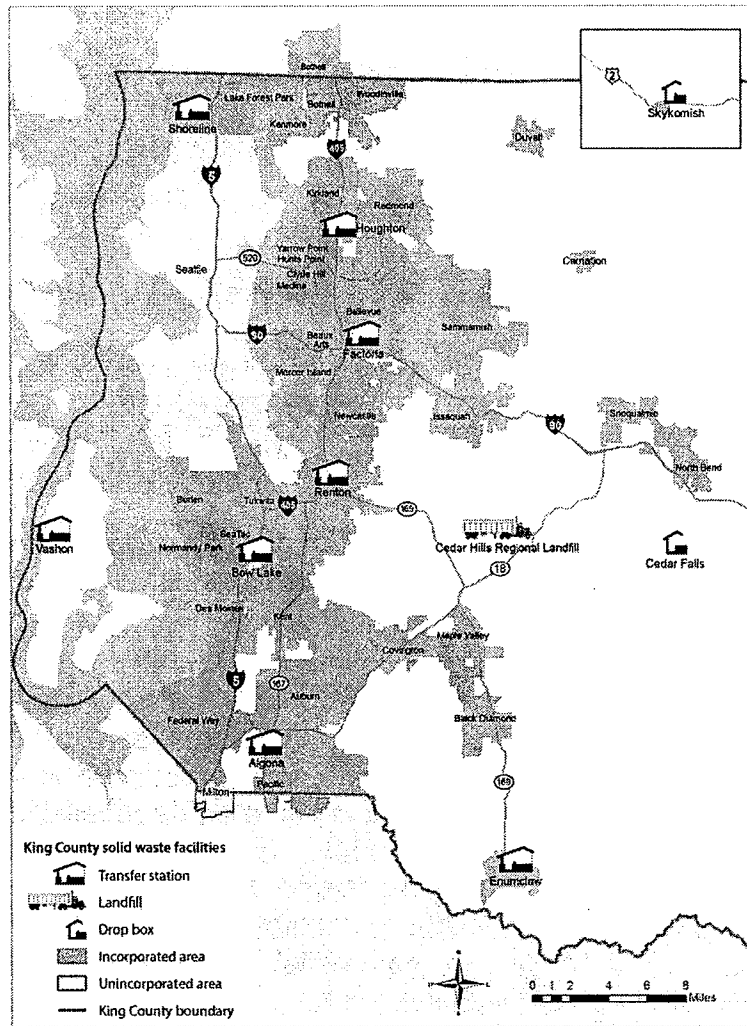 Bothell
2
Skykomish
Lake Forest Park
Bothell
Woodinville
Kenmore
Shoreline
405
Duvall
5
Kirkland
Redmond
Houghton
Yarrow Point
Hunts Point
520
Clyde Hill
Medina
Seattle
Carnation
Bellevue
90
Beaux
Arts
Factoria
Sammamish
Mercer Island
Newcastle
Issaquah
90
Snoqualmie
North Bend
Renton
Burien
Tukwila
405
169
SeaTac
Vashon
Normandy Park
Bow Lake
Cedar Hills Regional Landfill
18
Cedar Falls
Des Moines
Kent
Covington
Maple Valley
5
167
Auburn
Federal Way
Black Diamond
Algona
Milton
Pacific
169
Enumclaw
King County solid waste facilities
Transfer station
Landfill
Drop box
Incorporated area
Unincorporated area
King County boundary
0 1 2 4 6 8
Miles